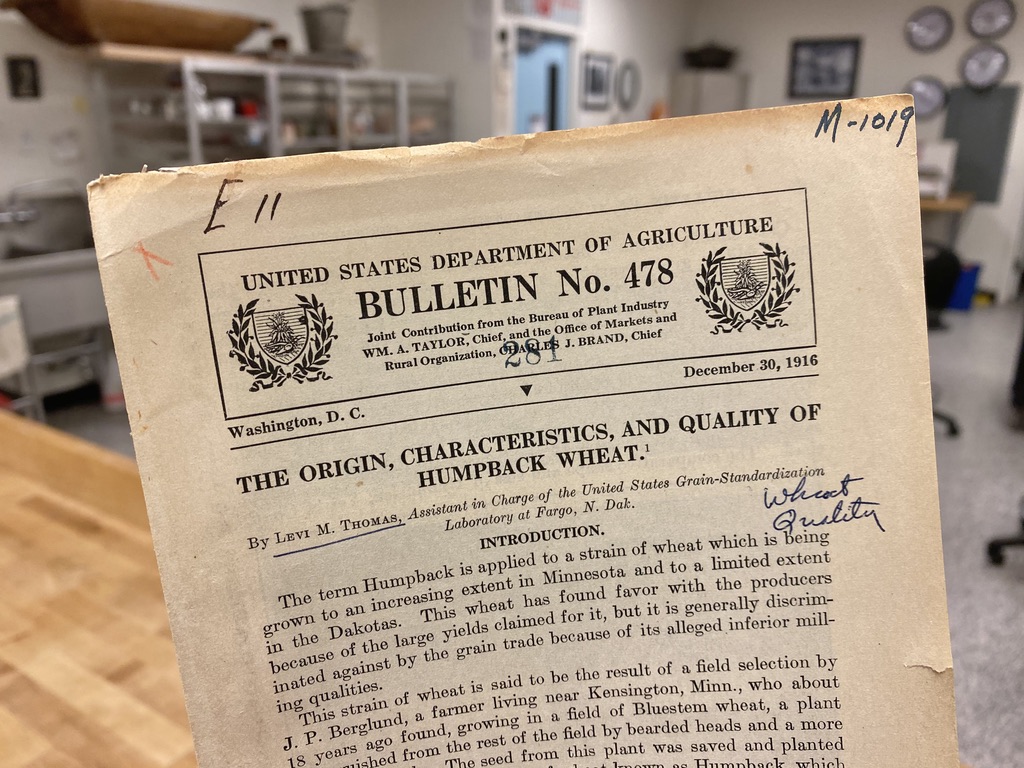 M-1019
E 11
x
UNITED STATES DEPARTMENT OF AGRICULTURE
BULLETIN No. 478
Joint Contribution from the Bureau of Plant Industry
WM. A. TAYLOR, Chief, and the Office of Markets and
Rural Organization, CHARLES J. BRAND, Chief
281
Washington, D. C.
December 30, 1916
THE ORIGIN, CHARACTERISTICS, AND QUALITY OF
HUMPBACK WHEAT.¹
By LEVI M. THOMAS, Assistant in Charge of the United States Grain-Standardization
Laboratory at Fargo, N. Dak.
Wheat
Quality
INTRODUCTION.
The term Humpback is applied to a strain of wheat which is being
grown to an increasing extent in Minnesota and to a limited extent
in the Dakotas. This wheat has found favor with the producers
because of the large yields claimed for it, but it is generally discrim-
inated against by the grain trade because of its alleged inferior mill-
ing qualities.
This strain of wheat is said to be the result of a field selection by
J. P. Berglund, a farmer living near Kensington, Minn., who about
18 years ago found, growing in a field of Bluestem wheat, a plant
guished from the rest of the field by bearded heads and a more
The seed from this plant was saved and planted
known as Humpback, which